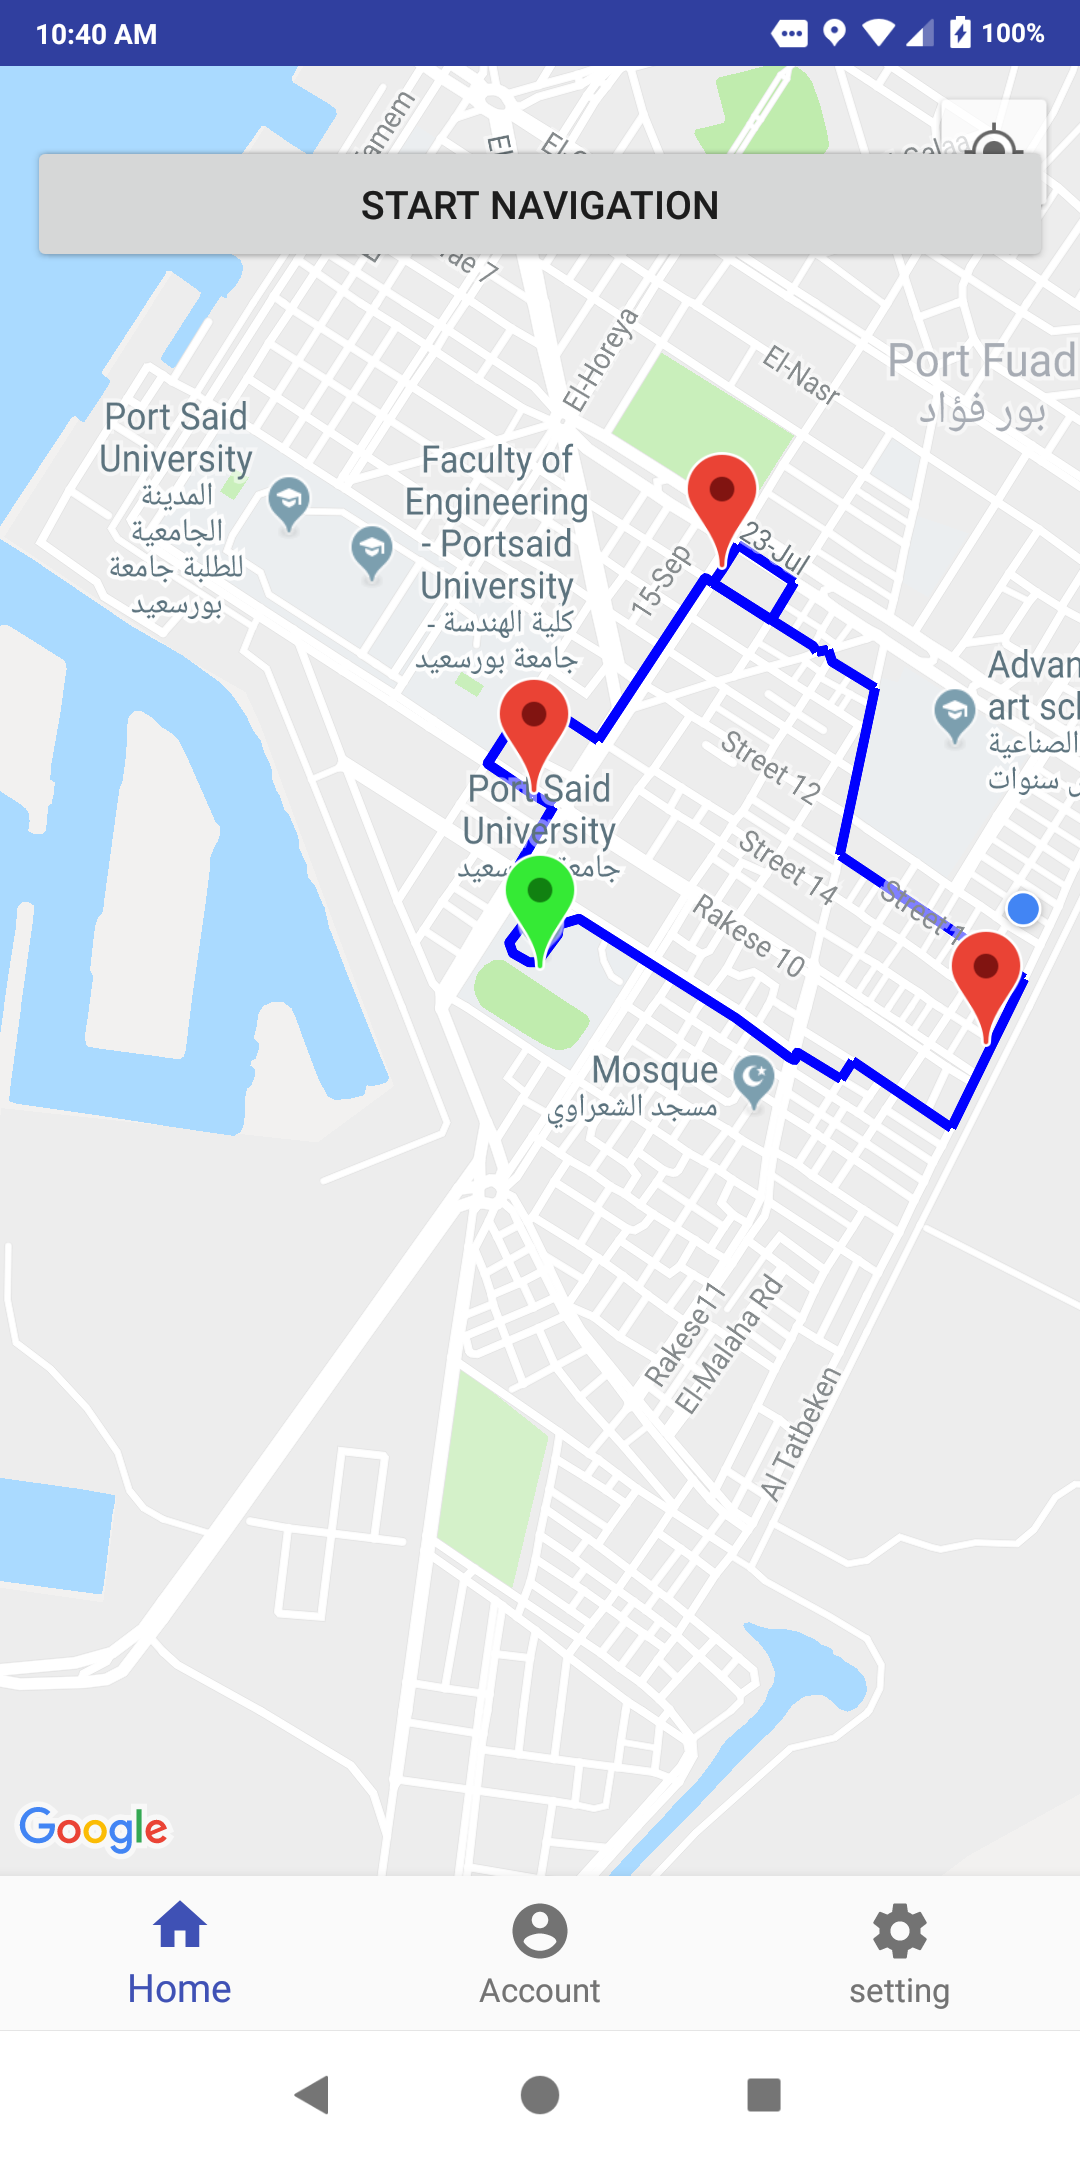 10:40 AM
100%
START NAVIGATION
El-Horeya
El-Nasr
Port Fuad
بور فؤاد
Port Said
University
المدينة
الجامعية
للطلبة جامعة
بورسعيد
Faculty of
Engineering
- Portsaid
University
كلية الهندسة -
جامعة بورسعيد
23-Jul
15-Sep
Advan
art sch
الصناعية
سنوات
Street 12
Port Said
University
Street 14
Street 1
Rakese 10
Mosque
مسجد الشعراوي
Rakese11
El-Malaha Rd
Al Tatbeken
Google
Home
Account
setting